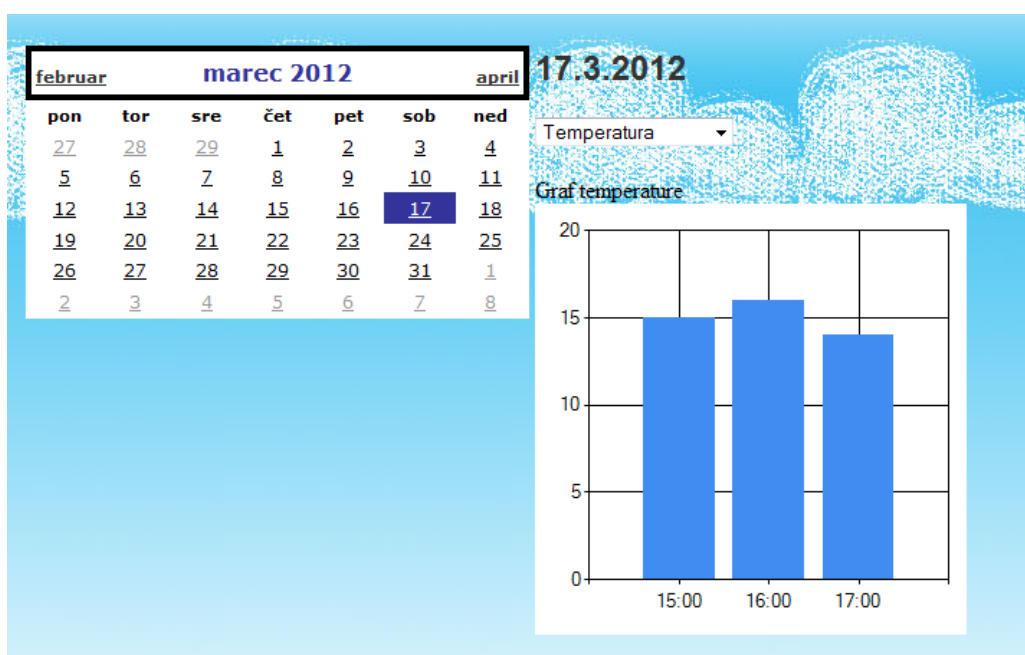 februar marec 2012 april
pon tor sre čet pet sob ned
27 28 29 1 2 3 4
5 6 7 8 9 10 11
12 13 14 15 16 17 18
19 20 21 22 23 24 25
26 27 28 29 30 31 1
2 3 4 5 6 7 8
17.3.2012
Temperatura
Graf temperature
20
15
10
5
0
15:00 16:00 17:00